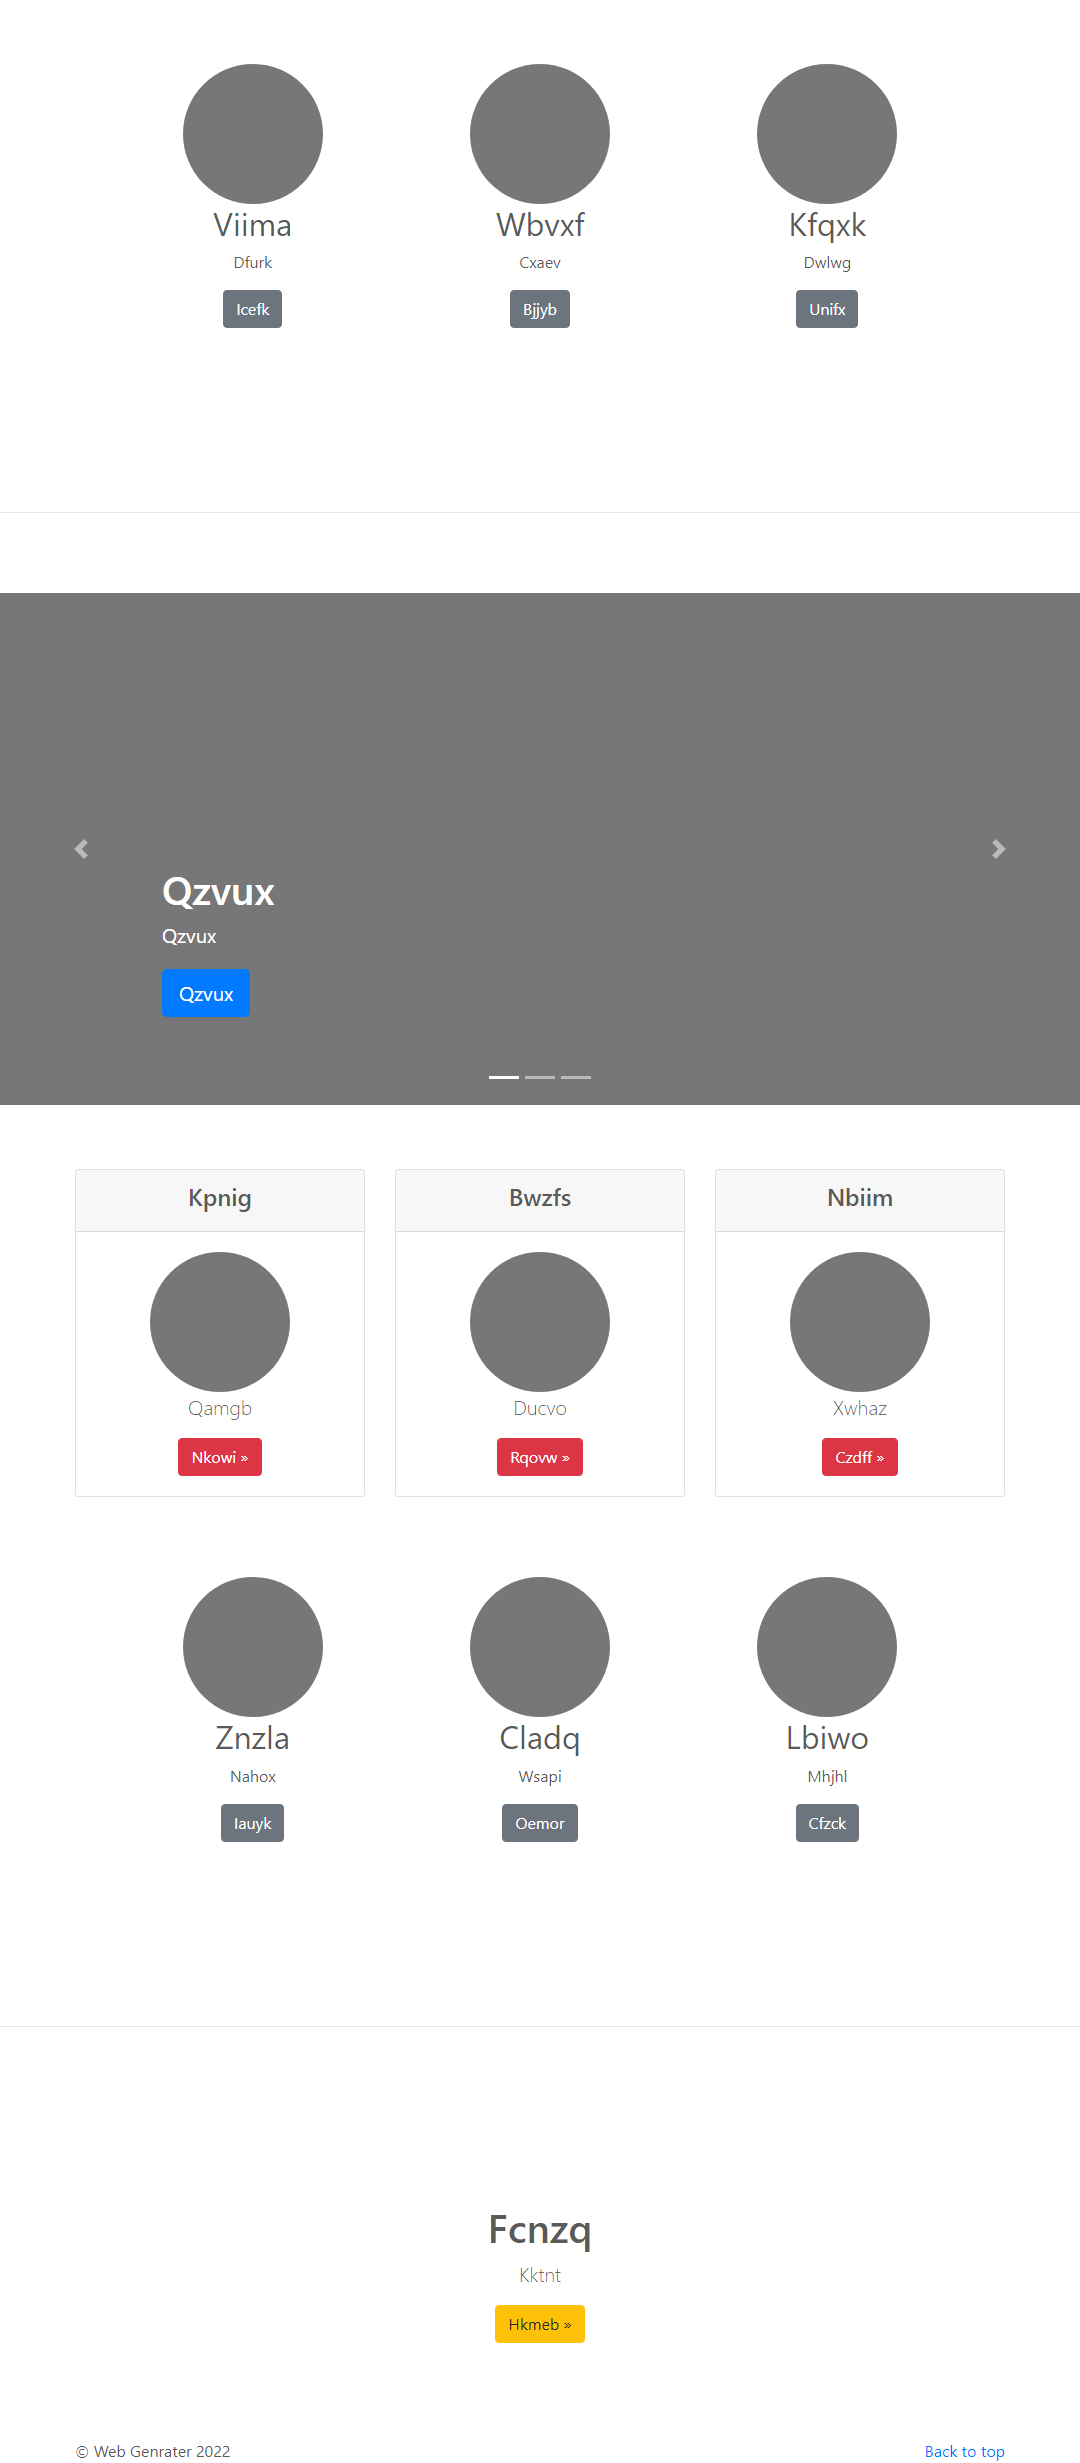 Viima
Wbvxf
Kfqxk
Dfurk
Cxaev
Dwlwg
Icefk
Bjjyb
Unifx
Qzvux
Qzvux
Qzvux
Kpnig
Bwzfs
Nbiim
Qamgb
Ducvo
Xwhaz
Nkowi »
Rqovw »
Czdff »
Znzla
Cladq
Lbiwo
Nahox
Wsapi
Mhjhl
Iauyk
Oemor
Cfzck
Fcnzq
Kktnt
Hkmeb »
© Web Genrater 2022
Back to top